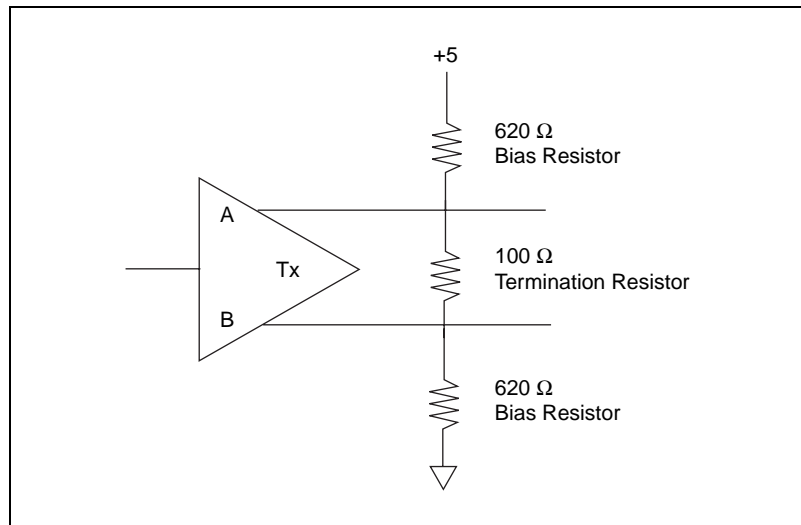 +5
620 Ω
Bias Resistor
A
100 Ω
Tx
Termination Resistor
B
620 Ω
Bias Resistor